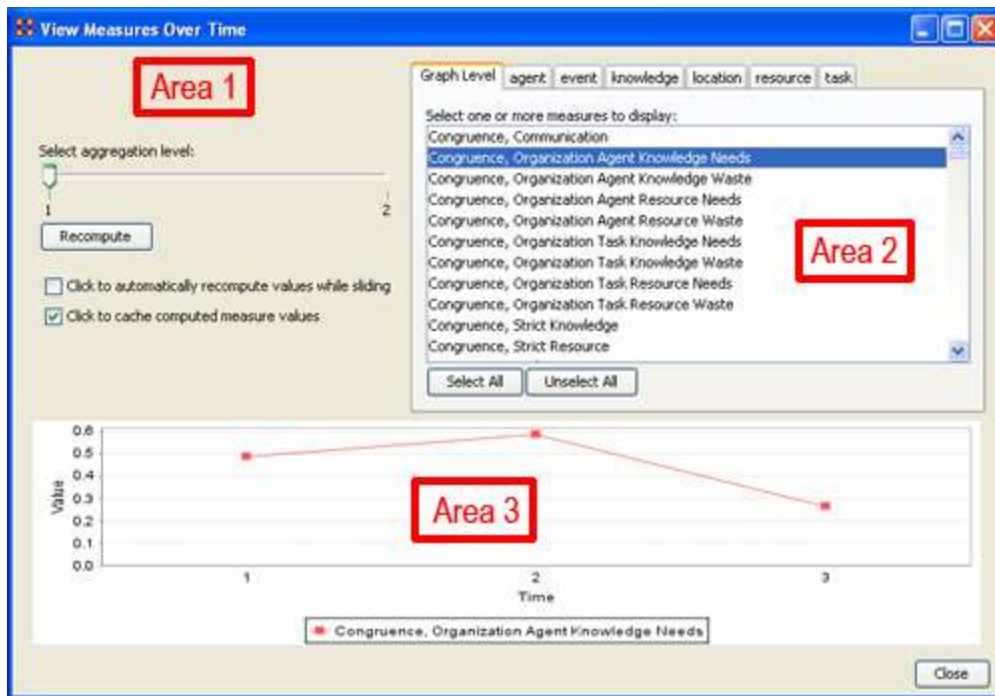 View Measures Over Time
Area 1
Select aggregation level:
1 2
Recompute
Click to automatically recompute values while sliding
Click to cache computed measure values
Graph Level agent event knowledge location resource task
Select one or more measures to display:
Congruence, Communication
Congruence, Organization Agent Knowledge Needs
Congruence, Organization Agent Knowledge Waste
Congruence, Organization Agent Resource Needs
Congruence, Organization Agent Resource Waste
Congruence, Organization Task Knowledge Needs
Congruence, Organization Task Knowledge Waste
Congruence, Organization Task Resource Needs
Congruence, Organization Task Resource Waste
Congruence, Strict Knowledge
Congruence, Strict Resource
Area 2
Select All Unselect All
0.6
0.5
0.4
0.3
0.2
0.1
0.0
Value
Area 3
1 2 3
Time
Congruence, Organization Agent Knowledge Needs
Close